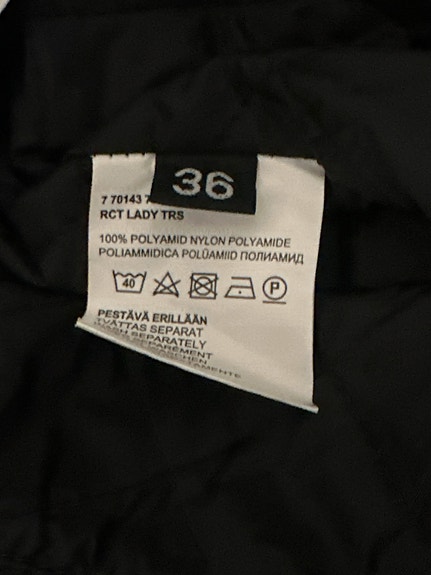 36
7 70143 7
RCT LADY TRS
100% POLYAMID NYLON POLYAMIDE
POLIAMMIDICA POLÜAMIID ПОЛИАМИД
40 P
PESTÄVÄ ERILLÄÄN
TVÄTTAS SEPARAT
WASH SEPARATELY